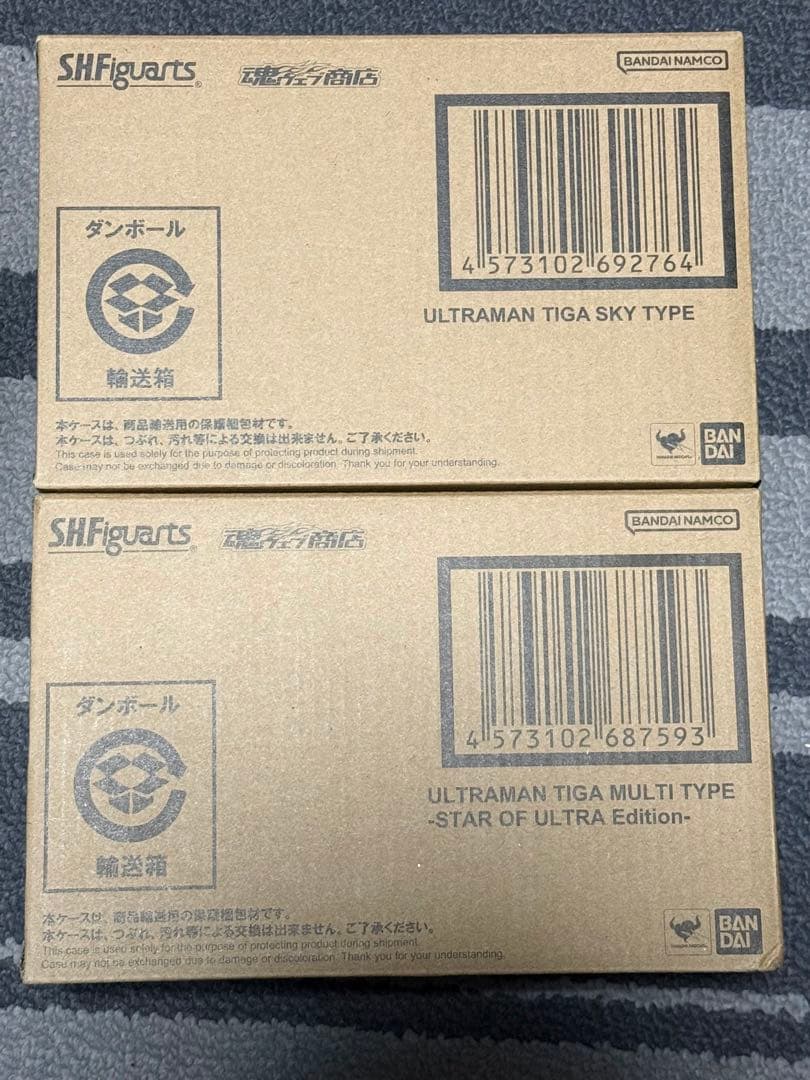 S.H.Figuarts®
魂ウェブ商店
BANDAI NAMCO
4 573102 692764
ULTRAMAN TIGA SKY TYPE
ダンボール
輸送箱
本ケースは、商品輸送用の保護梱包材です。
本ケースは、つぶれ、汚れ等による交換は出来ません。ご了承ください。
This case is used solely for the purpose of protecting product during shipment.
Case may not be exchanged due to damage or discoloration. Thank you for your understanding.
BAN
DAI
S.H.Figuarts®
魂ウェブ商店
BANDAI NAMCO
4 573102 687593
ULTRAMAN TIGA MULTI TYPE
-STAR OF ULTRA Edition-
ダンボール
輸送箱
本ケースは、商品輸送用の保護梱包材です。
本ケースは、つぶれ、汚れ等による交換は出来ません。ご了承ください。
This case is used solely for the purpose of protecting product during shipment.
Case may not be exchanged due to damage or discoloration. Thank you for your understanding.
BAN
DAI